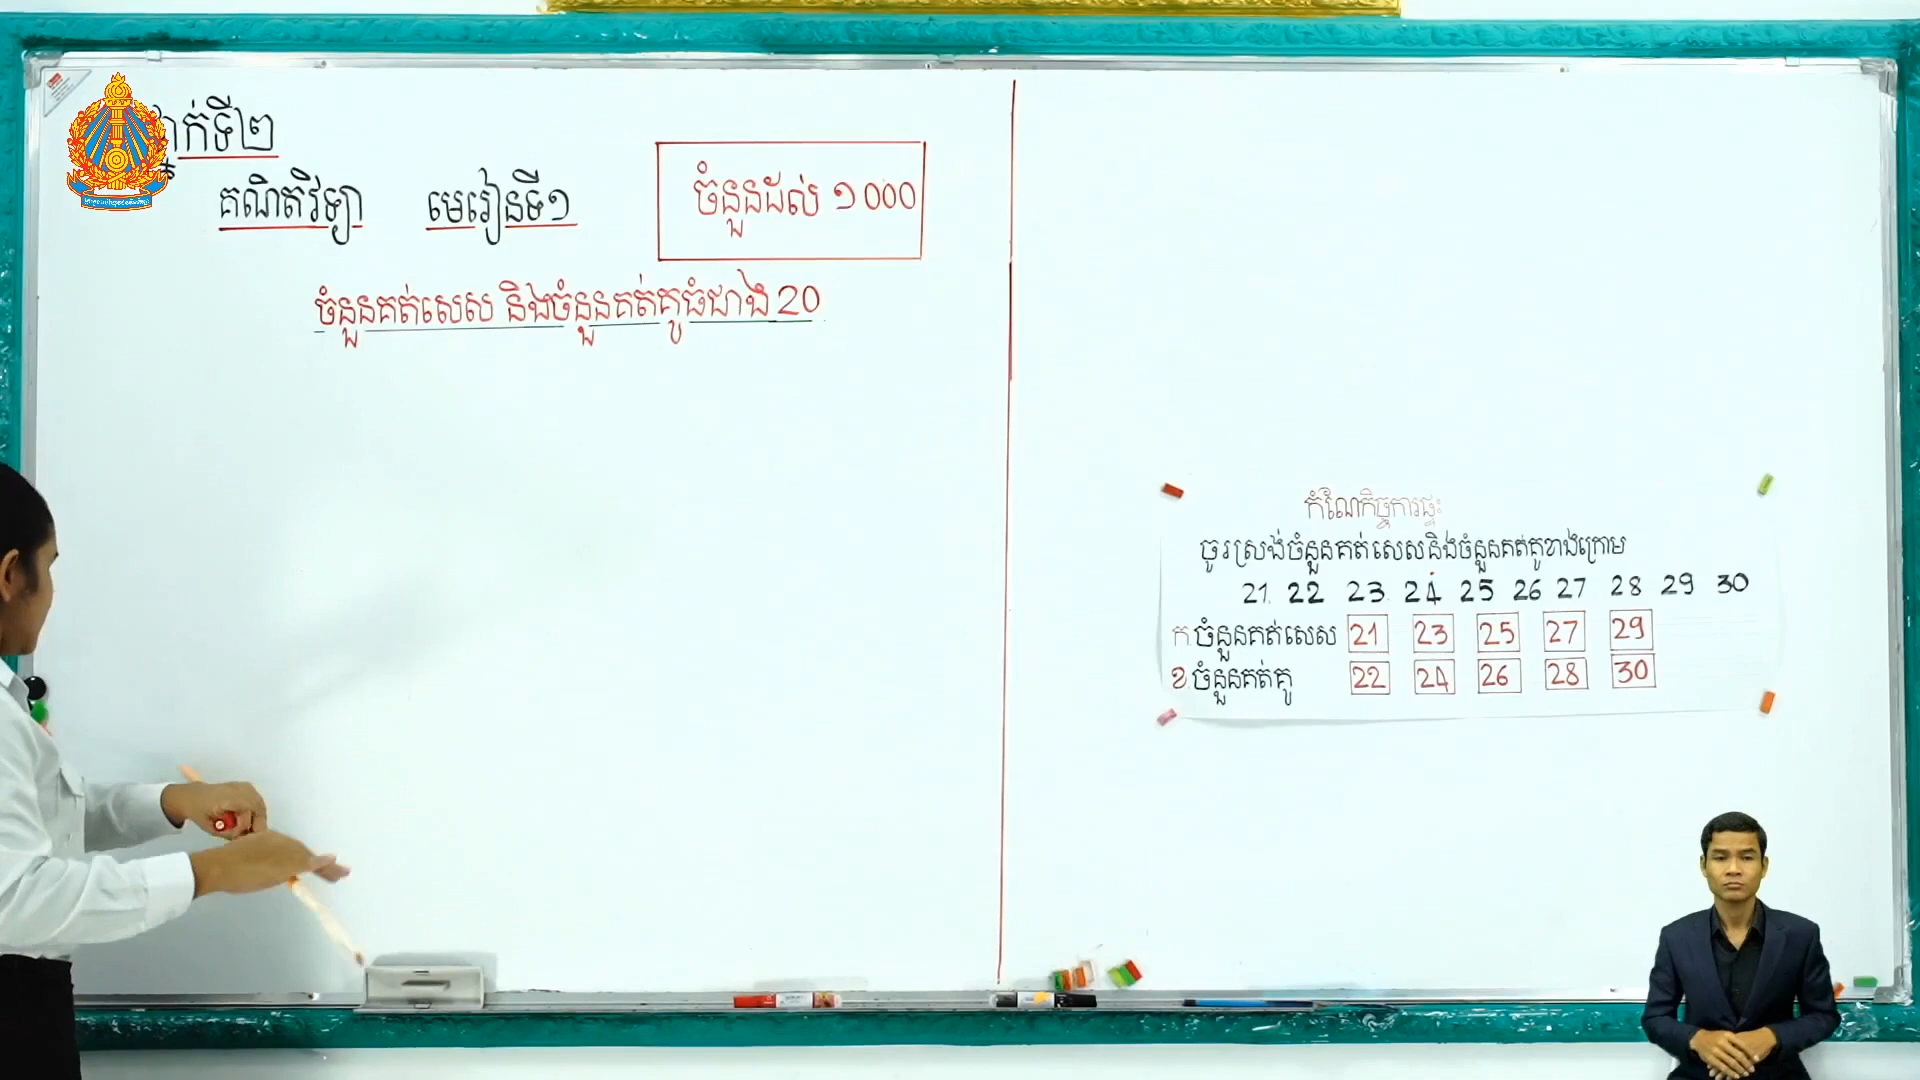 ថ្នាក់ទី២
គណិតវិទ្យា មេរៀនទី១ ចំនួនដល់ ១០០០
ចំនួនគត់សេស និងចំនួនគត់គូធំជាង 20
កំណែកិច្ចការផ្ទះ
ចូរស្រង់ចំនួនគត់សេសនិងចំនួនគត់គូខាងក្រោម
21 22 23 24 25 26 27 28 29 30
ក ចំនួនគត់សេស 21 23 25 27 29
ខ ចំនួនគត់គូ 22 24 26 28 30